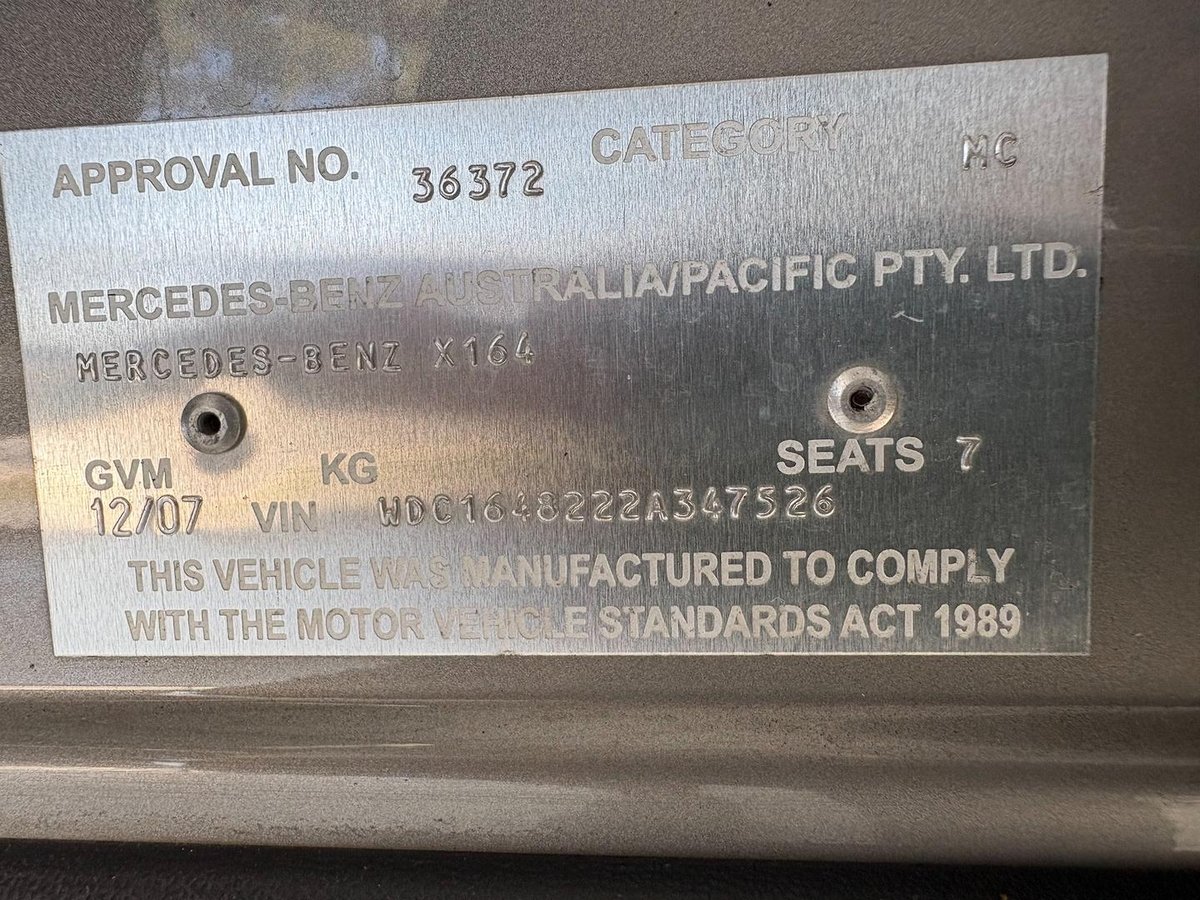 APPROVAL NO. 36372 CATEGORY MC
MERCEDES-BENZ AUSTRALIA/PACIFIC PTY. LTD.
MERCEDES-BENZ X164
GVM KG SEATS 7
12/07 VIN WDC1648222A347526
THIS VEHICLE WAS MANUFACTURED TO COMPLY
WITH THE MOTOR VEHICLE STANDARDS ACT 1989